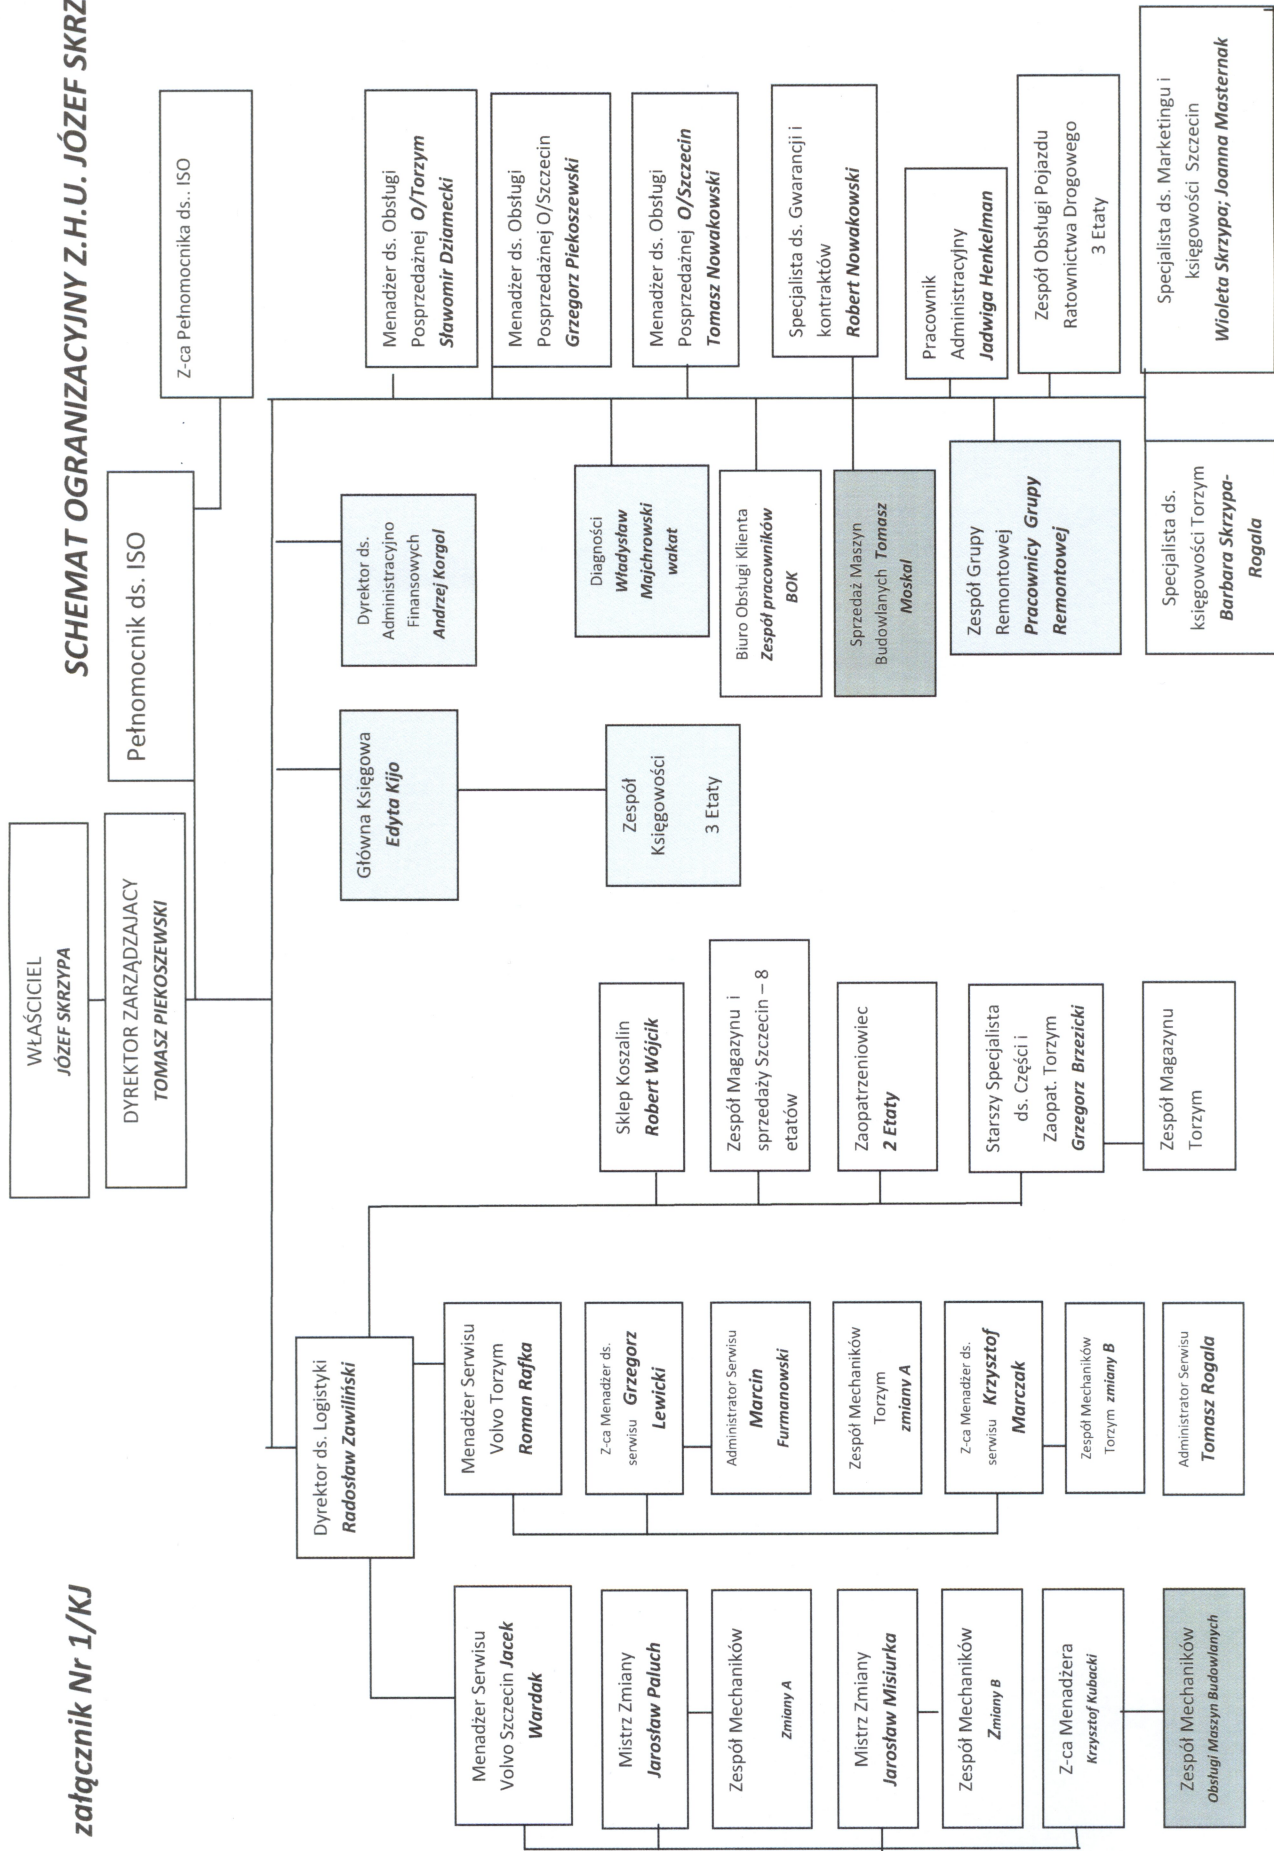 załącznik Nr 1/KJ
SCHEMAT OGRANIZACYJNY Z.H.U. JÓZEF SKRZ
WŁAŚCICIEL
JÓZEF SKRZYPA
DYREKTOR ZARZĄDZAJACY
TOMASZ PIEKOSZEWSKI
Pełnomocnik ds. ISO
Z-ca Pełnomocnika ds.. ISO
Dyrektor ds. Logistyki
Radosław Zawiliński
Główna Księgowa
Edyta Kijo
Zespół
Księgowości
3 Etaty
Dyrektor ds.
Administracyjno
Finansowych
Andrzej Korgol
Menadżer Serwisu
Volvo Szczecin Jacek
Wardak
Mistrz Zmiany
Jarosław Paluch
Zespół Mechaników
Zmiany A
Mistrz Zmiany
Jarosław Misiurka
Zespół Mechaników
Zmiany B
Z-ca Menadżera
Krzysztof Kubacki
Zespół Mechaników
Obsługi Maszyn Budowlanych
Menadżer Serwisu
Volvo Torzym
Roman Rafka
Z-ca Menadżer ds.
serwisu Grzegorz
Lewicki
Administrator Serwisu
Marcin
Furmanowski
Zespół Mechaników
Torzym
zmiany A
Z-ca Menadżer ds.
serwisu Krzysztof
Marczak
Zespół Mechaników
Torzym zmiany B
Administrator Serwisu
Tomasz Rogala
Sklep Koszalin
Robert Wójcik
Zespół Magazynu i
sprzedaży Szczecin – 8
etatów
Zaopatrzeniowiec
2 Etaty
Starszy Specjalista
ds. Części i
Zaopat. Torzym
Grzegorz Brzezicki
Zespół Magazynu
Torzym
Diagności
Władysław
Majchrowski
wakat
Biuro Obsługi Klienta
Zespół pracowników
BOK
Sprzedaż Maszyn
Budowlanych Tomasz
Moskal
Zespół Grupy
Remontowej
Pracownicy Grupy
Remontowej
Specjalista ds.
księgowości Torzym
Barbara Skrzypa-
Rogala
Menadżer ds. Obsługi
Posprzedażnej O/Torzym
Sławomir Dziamecki
Menadżer ds. Obsługi
Posprzedażnej O/Szczecin
Grzegorz Piekoszewski
Menadżer ds. Obsługi
Posprzedażnej O/Szczecin
Tomasz Nowakowski
Specjalista ds. Gwarancji i
kontraktów
Robert Nowakowski
Pracownik
Administracyjny
Jadwiga Henkelman
Zespół Obsługi Pojazdu
Ratownictwa Drogowego
3 Etaty
Specjalista ds. Marketingu i
księgowości Szczecin
Wioleta Skrzypa; Joanna Masternak